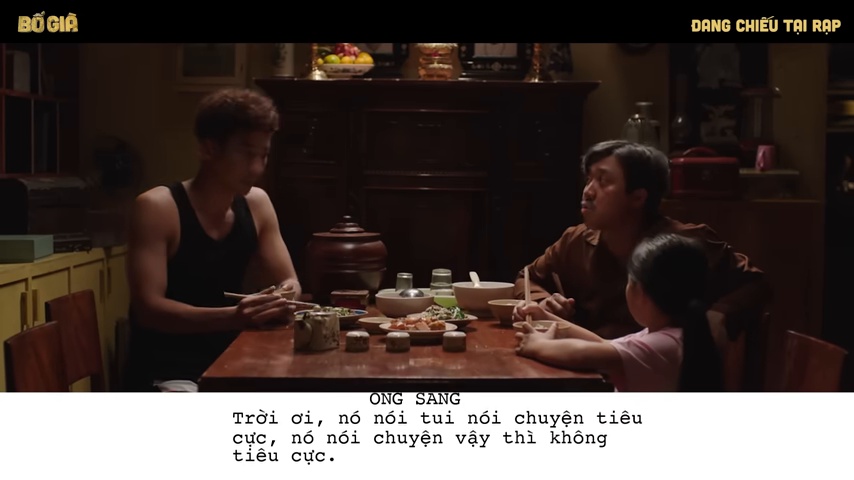 BỐ GIÀ
ĐANG CHIẾU TẠI RẠP
ÔNG SANG
Trời ơi, nó nói tui nói chuyện tiêu
cực, nó nói chuyện vậy thì không
tiêu cực.